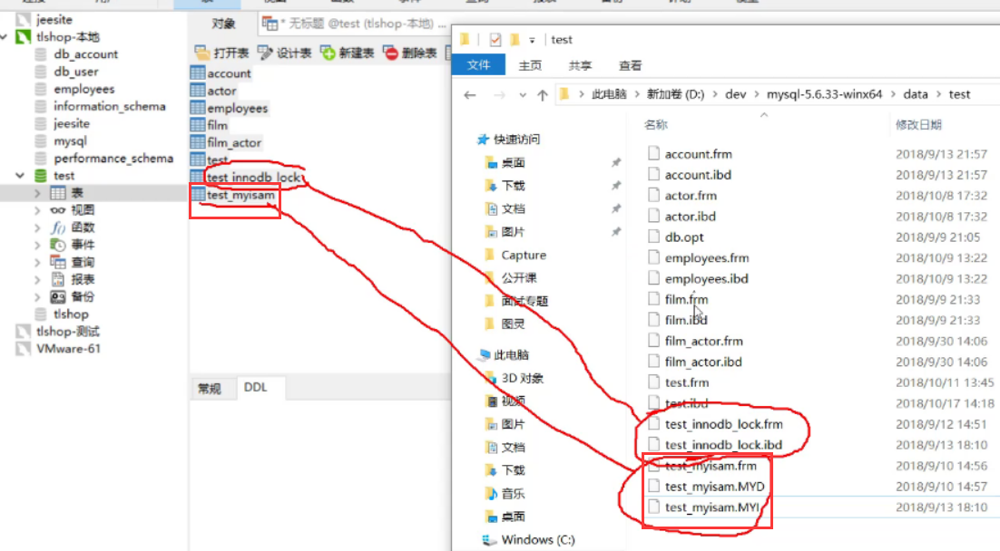 对象
* 无标题 @test (tlshop-本地) ...
打开表 设计表 新建表 删除表
jeesite
tlshop-本地
db_account
db_user
employees
information_schema
jeesite
mysql
performance_schema
test
表
视图
函数
事件
查询
报表
备份
tlshop
tlshop-测试
VMware-61
account
actor
employees
film
film_actor
test
test_innodb_lock
test_myisam
常规 DDL
test
文件 主页 共享 查看
此电脑 > 新加卷 (D:) > dev > mysql-5.6.33-winx64 > data > test
快速访问
桌面
下载
文档
图片
Capture
公开课
面试专题
图灵
此电脑
3D 对象
视频
图片
文档
下载
音乐
桌面
Windows (C:)
名称 修改日期
account.frm 2018/9/13 21:57
account.ibd 2018/9/13 21:57
actor.frm 2018/10/8 17:32
actor.ibd 2018/10/8 17:32
db.opt 2018/9/9 21:05
employees.frm 2018/10/9 13:22
employees.ibd 2018/10/9 13:22
film.frm 2018/9/9 21:33
film.ibd 2018/9/9 21:33
film_actor.frm 2018/9/30 14:06
film_actor.ibd 2018/9/30 14:06
test.frm 2018/10/11 13:45
test.ibd 2018/10/17 14:18
test_innodb_lock.frm 2018/9/12 14:51
test_innodb_lock.ibd 2018/9/13 18:10
test_myisam.frm 2018/9/10 14:56
test_myisam.MYD 2018/9/10 14:57
test_myisam.MYI 2018/9/13 18:10